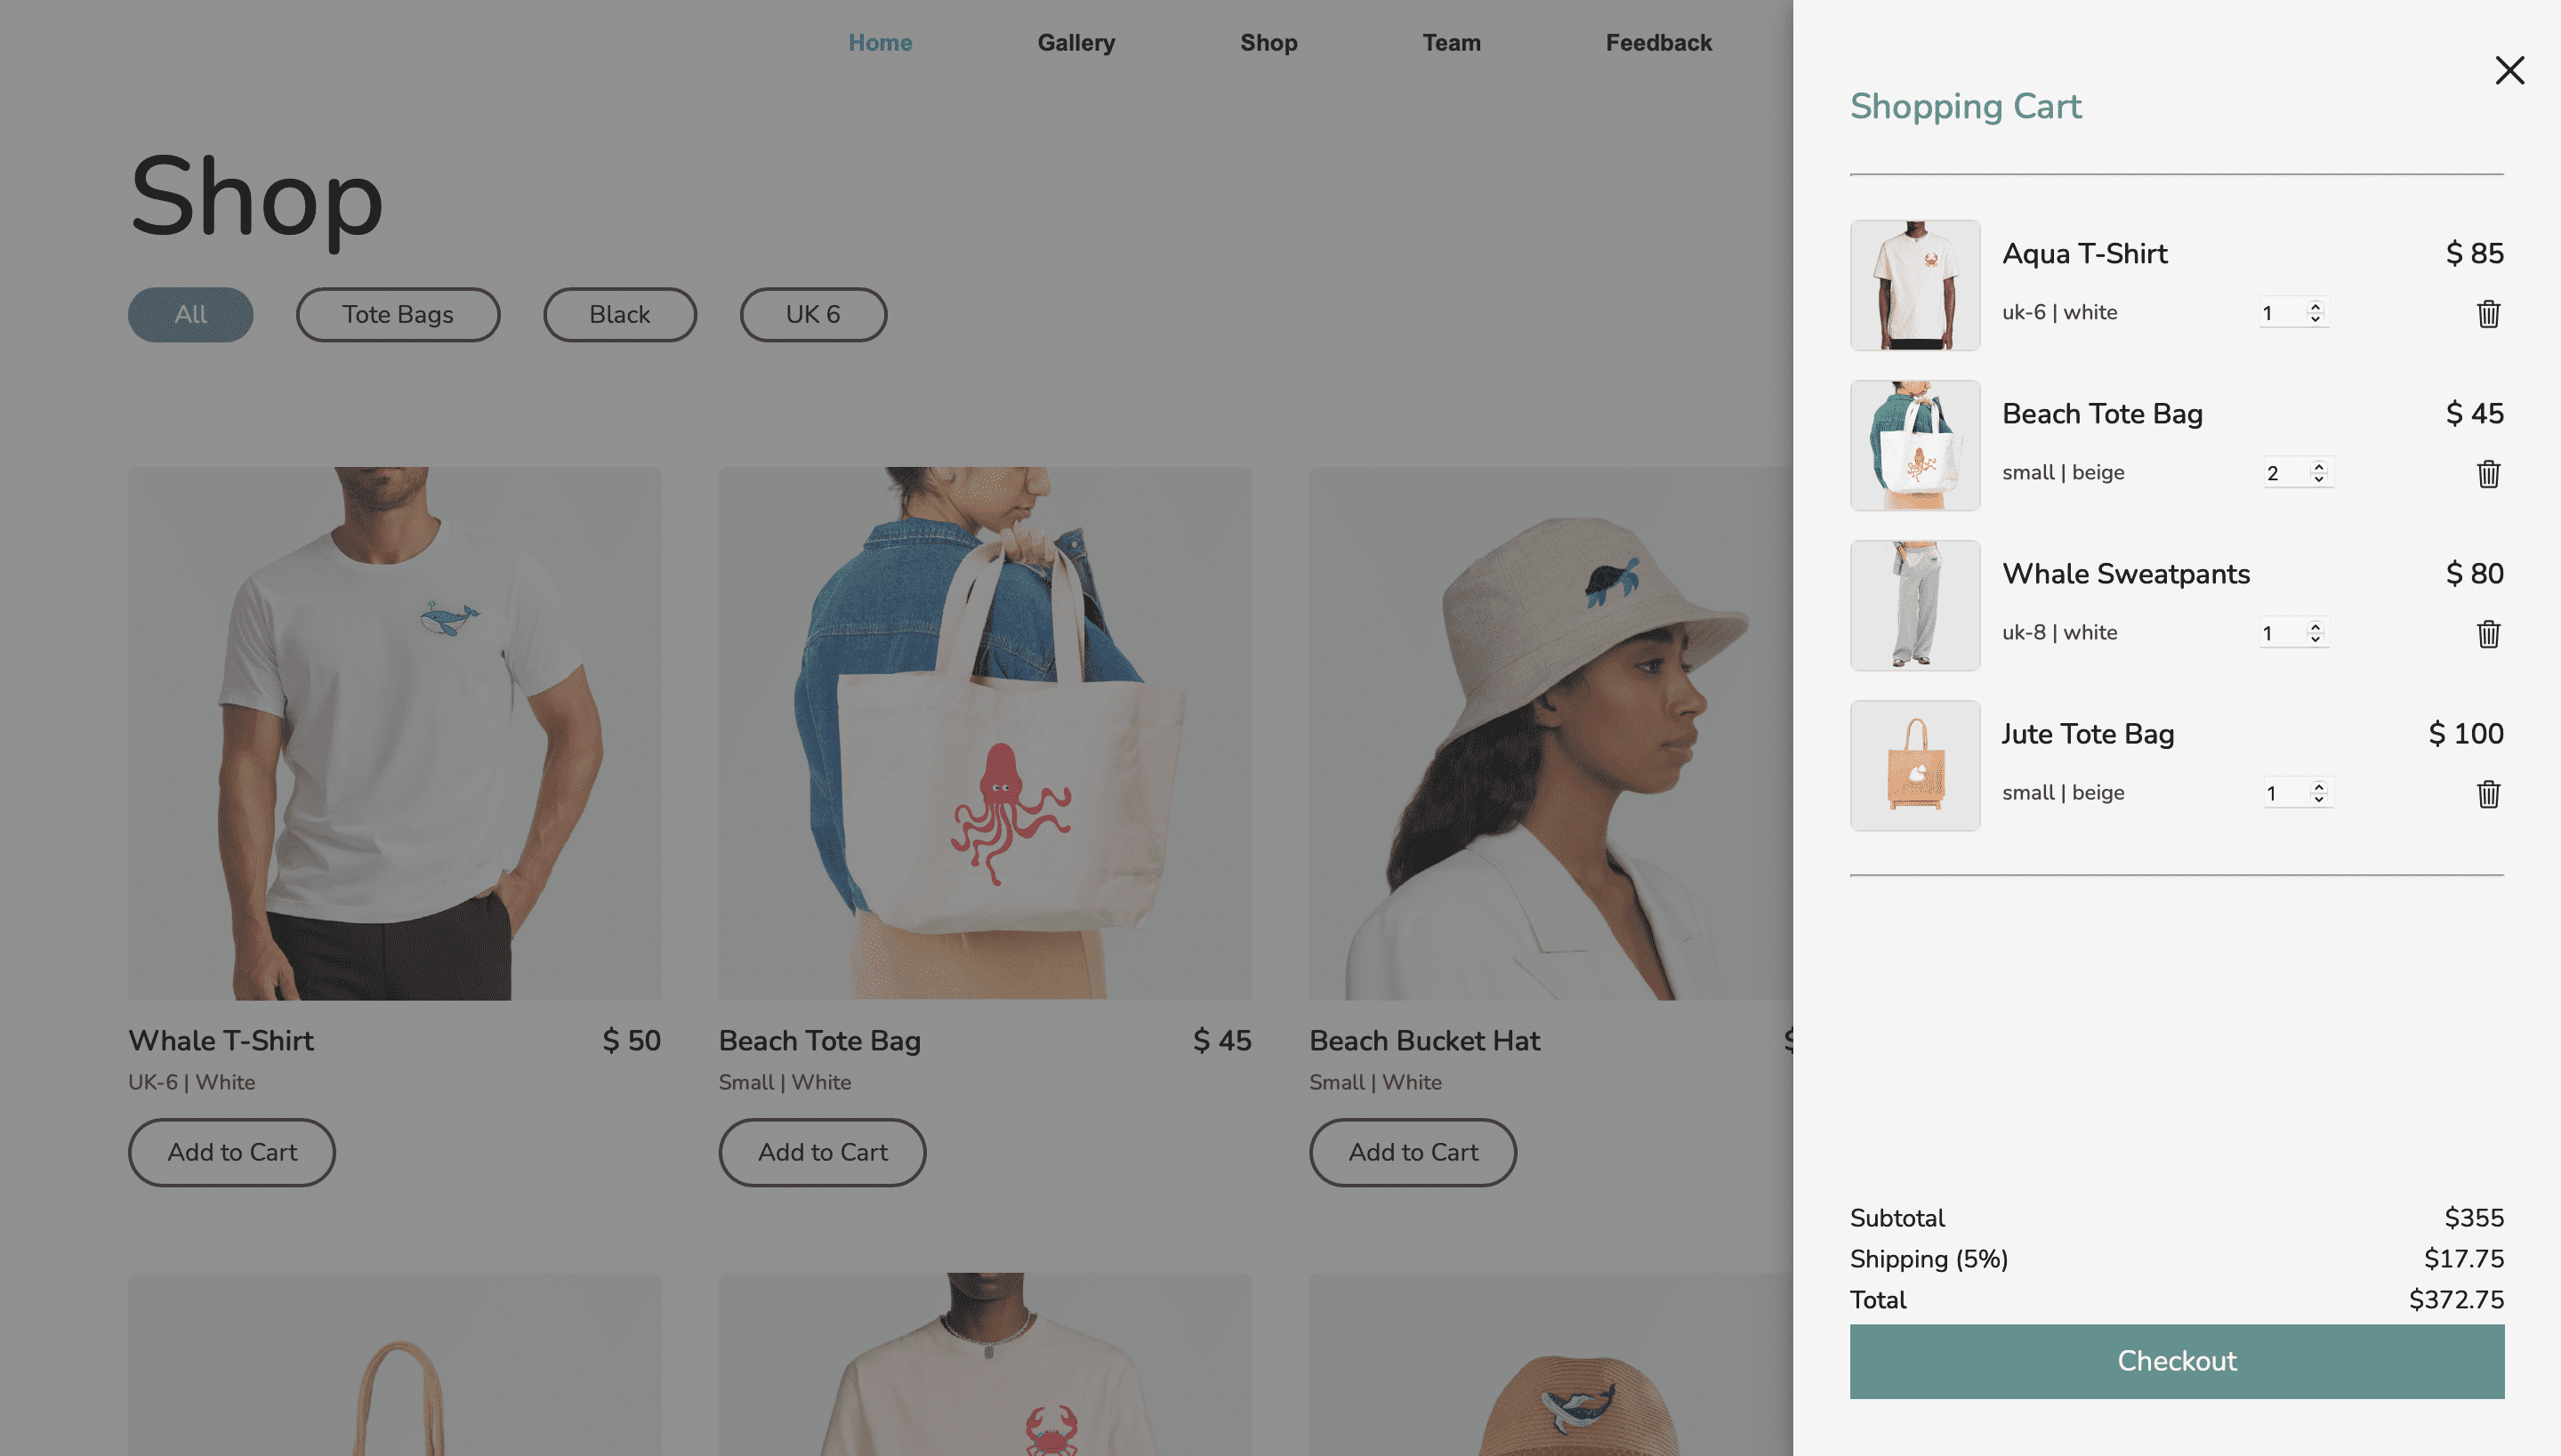 Home Gallery Shop Team Feedback
Shop
All Tote Bags Black UK 6
Whale T-Shirt $ 50
UK-6 | White
Add to Cart
Beach Tote Bag $ 45
Small | White
Add to Cart
Beach Bucket Hat
Small | White
Add to Cart
Shopping Cart
Aqua T-Shirt $ 85
uk-6 | white 1
Beach Tote Bag $ 45
small | beige 2
Whale Sweatpants $ 80
uk-8 | white 1
Jute Tote Bag $ 100
small | beige 1
Subtotal $355
Shipping (5%) $17.75
Total $372.75
Checkout